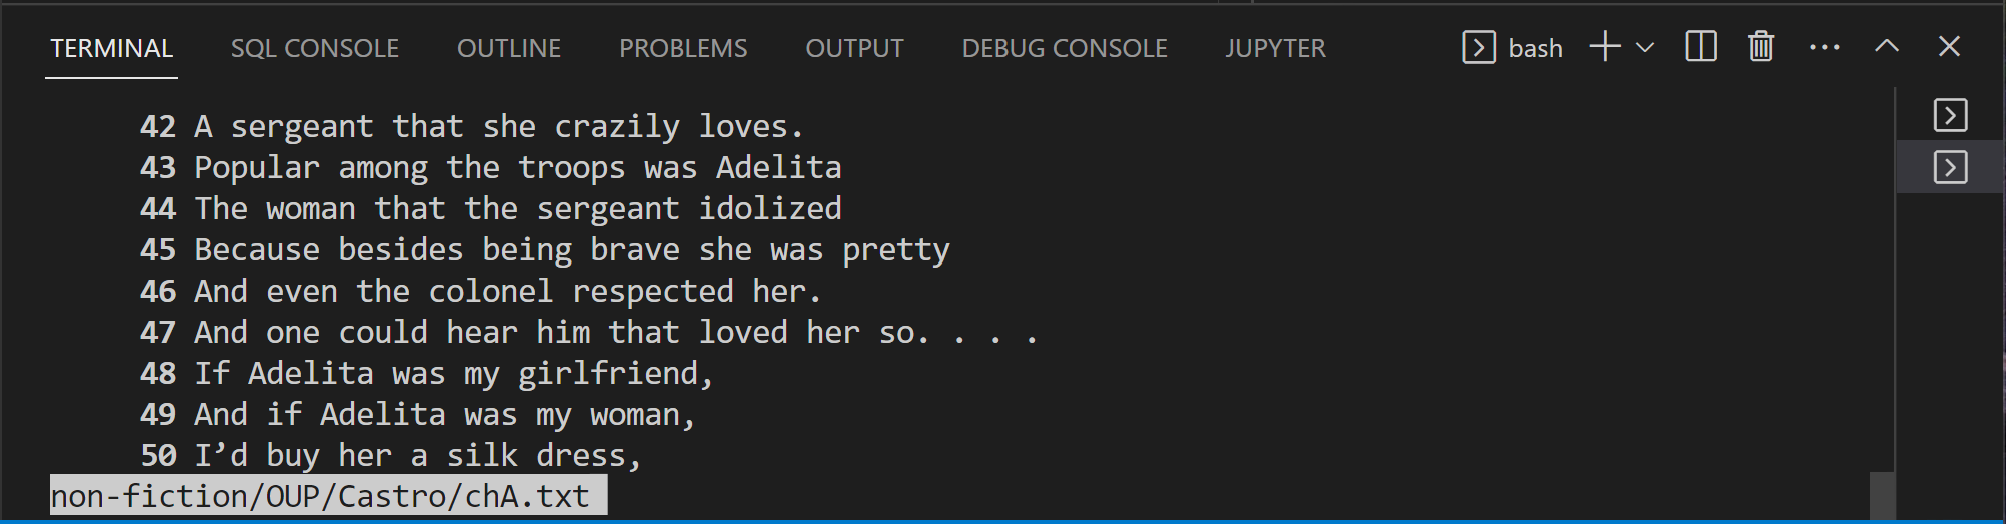 TERMINAL SQL CONSOLE OUTLINE PROBLEMS OUTPUT DEBUG CONSOLE JUPYTER bash
42 A sergeant that she crazily loves.
43 Popular among the troops was Adelita
44 The woman that the sergeant idolized
45 Because besides being brave she was pretty
46 And even the colonel respected her.
47 And one could hear him that loved her so. . . .
48 If Adelita was my girlfriend,
49 And if Adelita was my woman,
50 I’d buy her a silk dress,
non-fiction/OUP/Castro/chA.txt